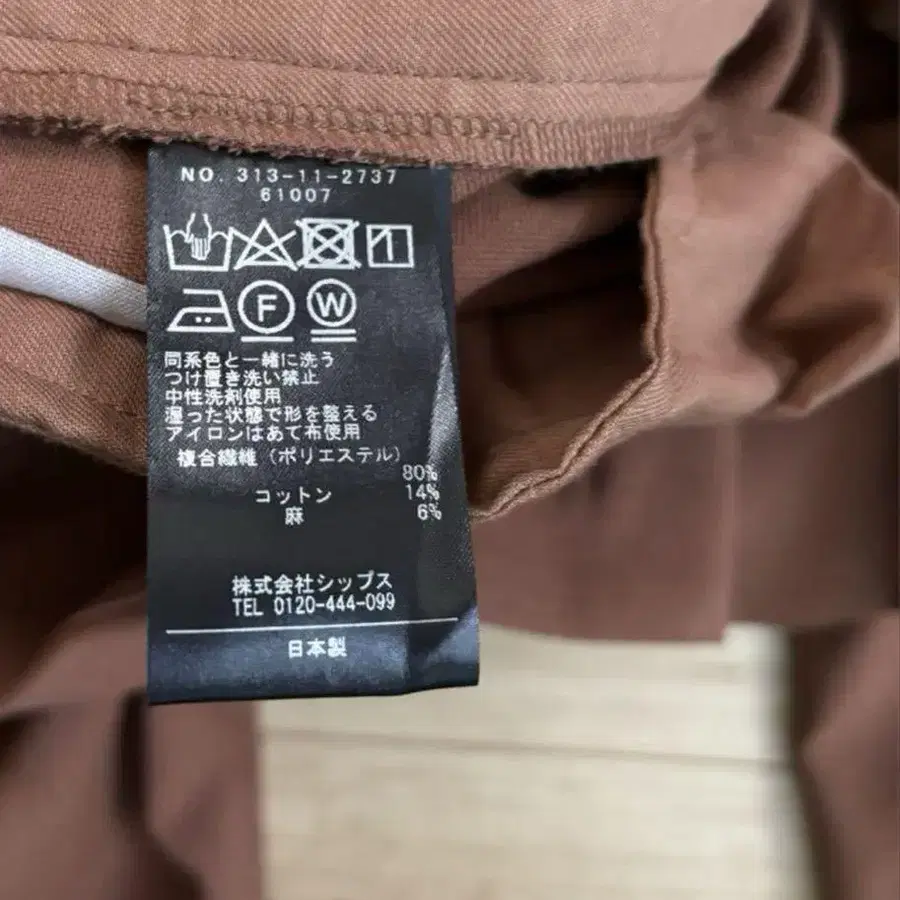 NO. 313-11-2737
61007
F W
同系色と一緒に洗う
つけ置き洗い禁止
中性洗剤使用
湿った状態で形を整える
アイロンはあて布使用
複合繊維（ポリエステル）
80%
コットン 14%
麻 6%
株式会社シップス
TEL 0120-444-099
日本製